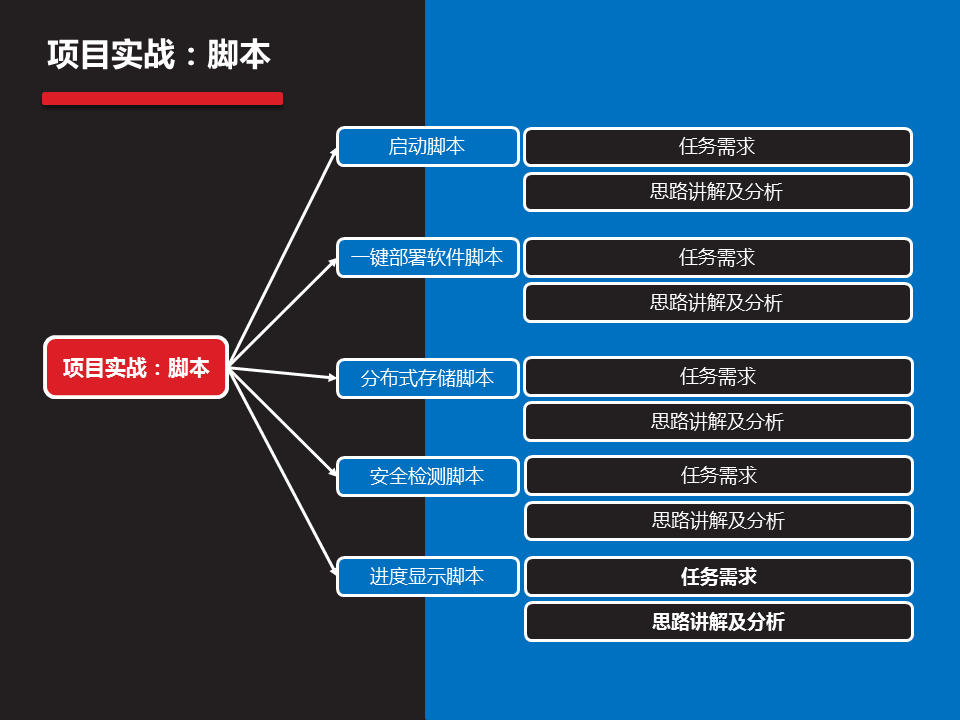 项目实战：脚本
启动脚本
任务需求
思路讲解及分析
一键部署软件脚本
任务需求
思路讲解及分析
项目实战：脚本
分布式存储脚本
任务需求
思路讲解及分析
安全检测脚本
任务需求
思路讲解及分析
进度显示脚本
任务需求
思路讲解及分析